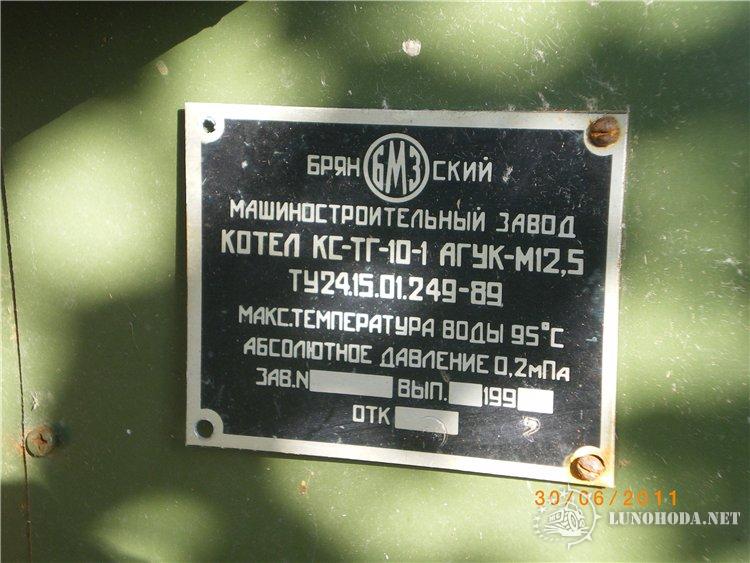 БРЯН БМЗ СКИЙ
МАШИНОСТРОИТЕЛЬНЫЙ ЗАВОД
КОТЕЛ КС-ТГ-10-1 АГУК-М12,5
ТУ24.15.01.249-89
МАКС.ТЕМПЕРАТУРА ВОДЫ 95°С
АБСОЛЮТНОЕ ДАВЛЕНИЕ 0,2мПа
ЗАВ.N ВЫП. 199
ОТК
30/06/2011
LUNOHODA.NET